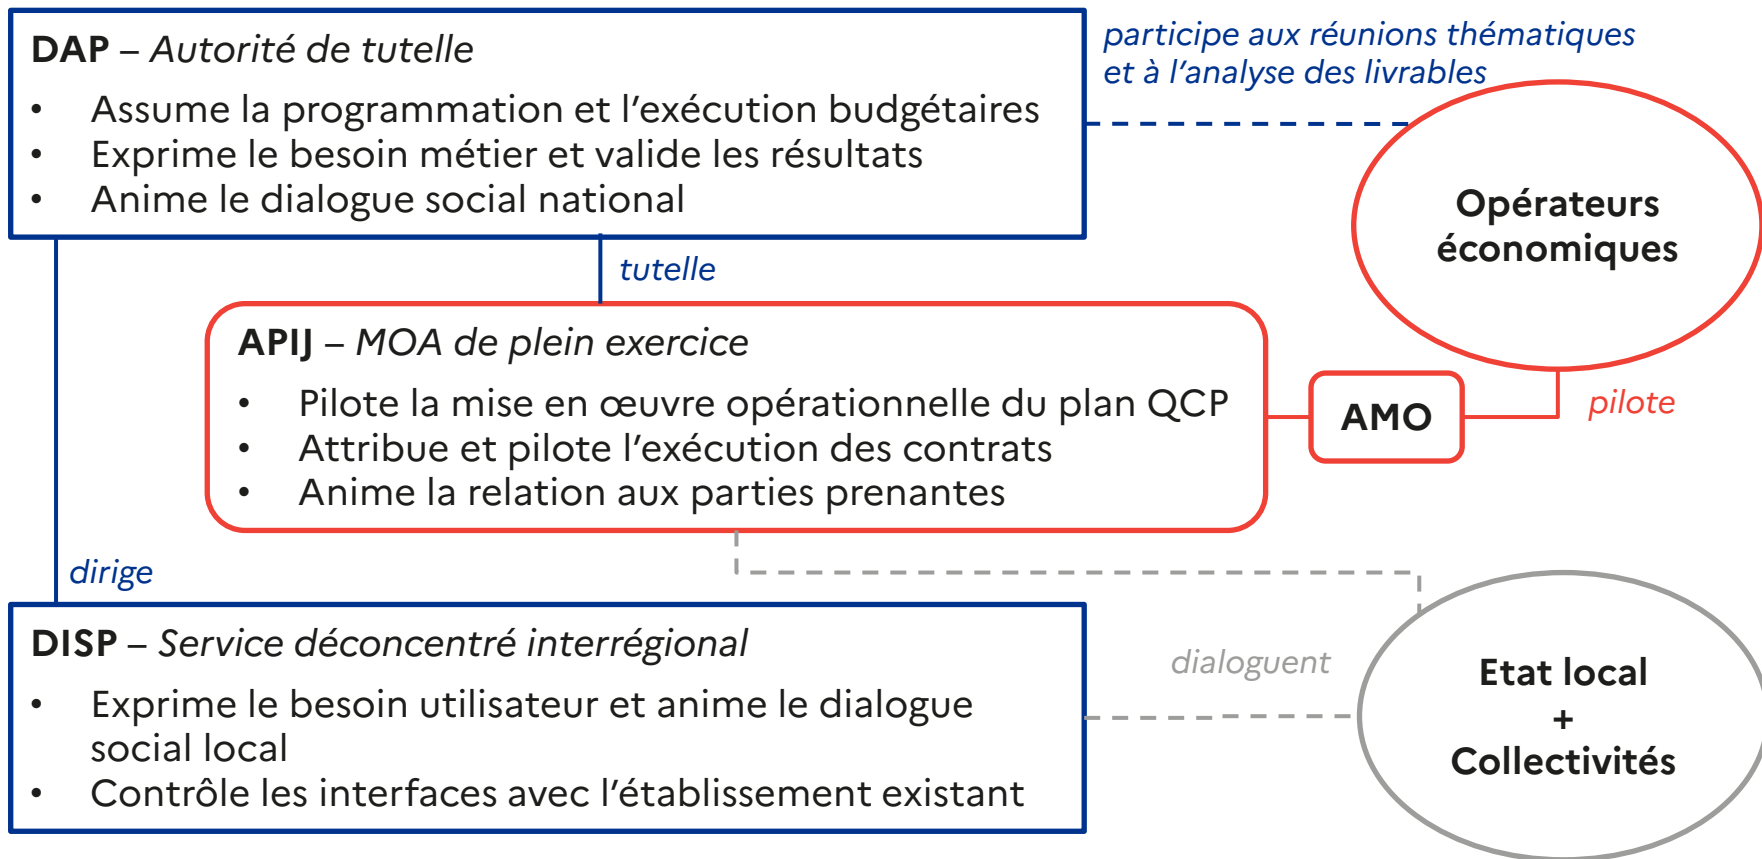 DAP – Autorité de tutelle
• Assume la programmation et l’exécution budgétaires
• Exprime le besoin métier et valide les résultats
• Anime le dialogue social national
participe aux réunions thématiques
et à l’analyse des livrables
Opérateurs
économiques
tutelle
APIJ – MOA de plein exercice
• Pilote la mise en œuvre opérationnelle du plan QCP
• Attribue et pilote l’exécution des contrats
• Anime la relation aux parties prenantes
AMO
pilote
dirige
DISP – Service déconcentré interrégional
• Exprime le besoin utilisateur et anime le dialogue
social local
• Contrôle les interfaces avec l’établissement existant
dialoguent
Etat local
+
Collectivités